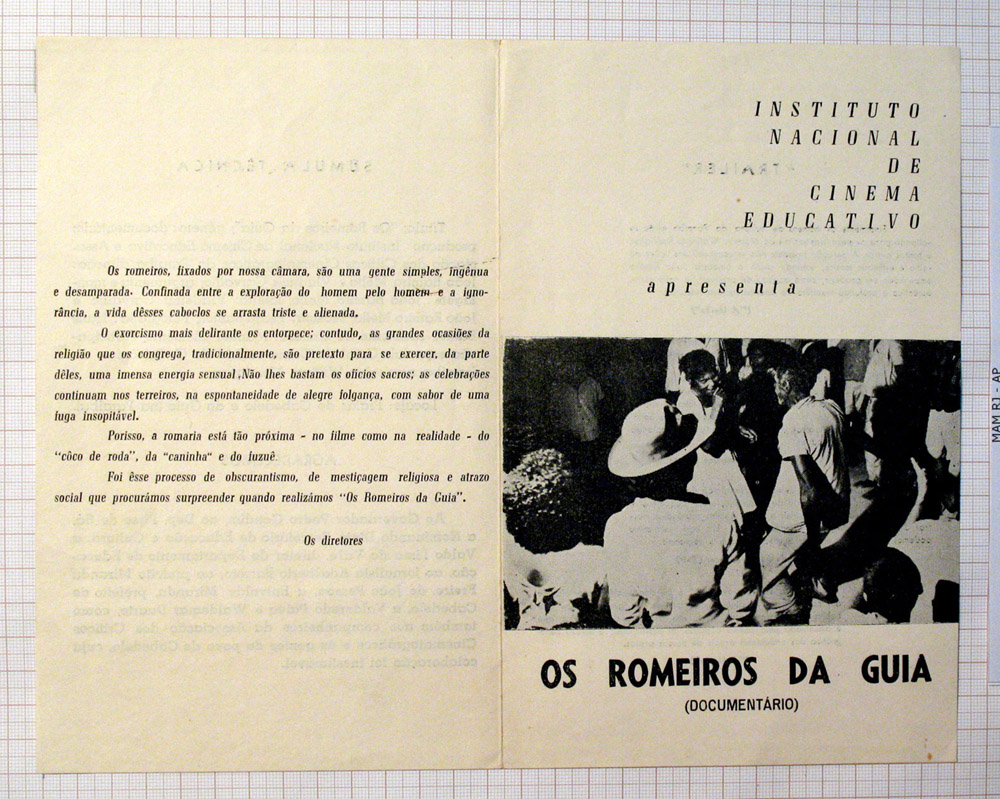 Os romeiros, fixados por nossa câmara, são uma gente simples, ingênua
e desamparada. Confinada entre a exploração do homem pelo homem e a igno-
rância, a vida dêsses caboclos se arrasta triste e alienada.
O exorcismo mais delirante os entorpece; contudo, as grandes ocasiões da
religião que os congrega, tradicionalmente, são pretexto para se exercer, da parte
dêles, uma imensa energia sensual. Não lhes bastam os ofícios sacros; as celebrações
continuam nos terreiros, na espontaneidade de alegre folgança, com sabor de uma
fuga insopitável.
Porisso, a romaria está tão próxima - no filme como na realidade - do
"côco de roda", da "caninha" e do iuzuê.
Foi êsse processo de obscurantismo, de mestiçagem religiosa e atrazo
social que procurámos surpreender quando realizámos "Os Romeiros da Guia".
Os diretores
INSTITUTO
NACIONAL
DE
CINEMA
EDUCATIVO
apresenta
OS ROMEIROS DA GUIA
(DOCUMENTÁRIO)
MAM RJ - AP